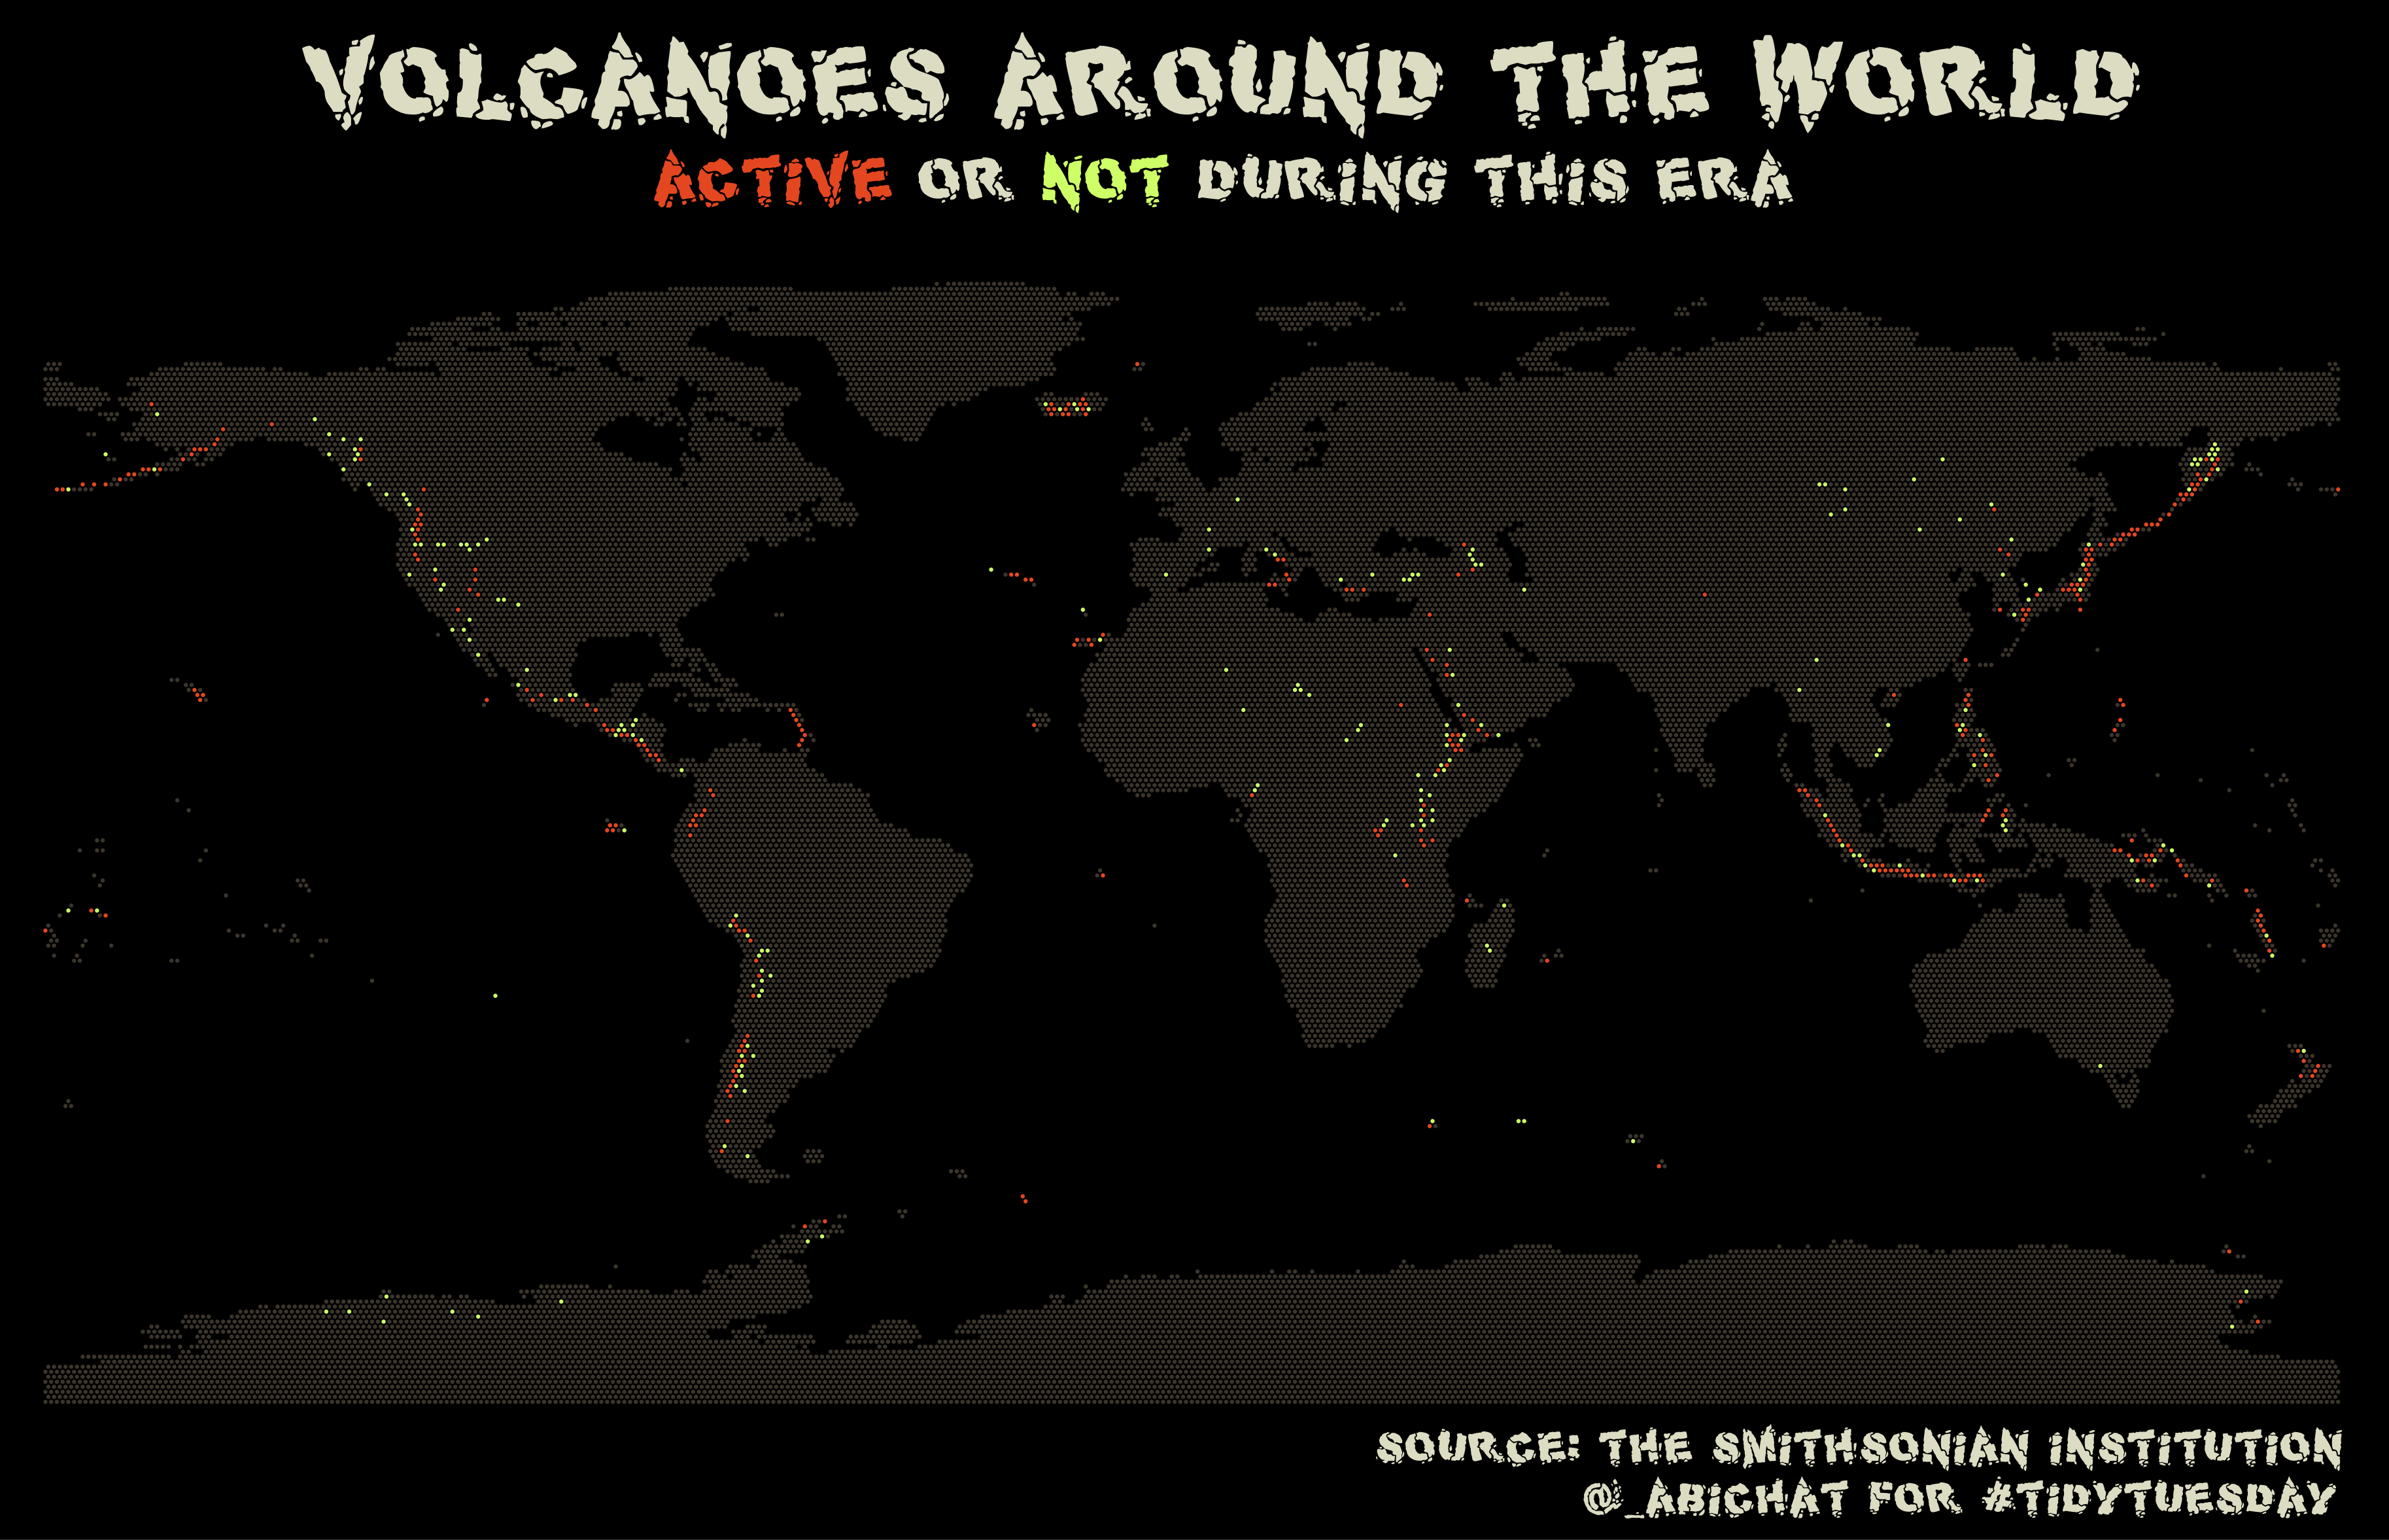 Volcanoes Around the World
Active or not during this era
Source: The Smithsonian Institution
@_abichat for #TidyTuesday